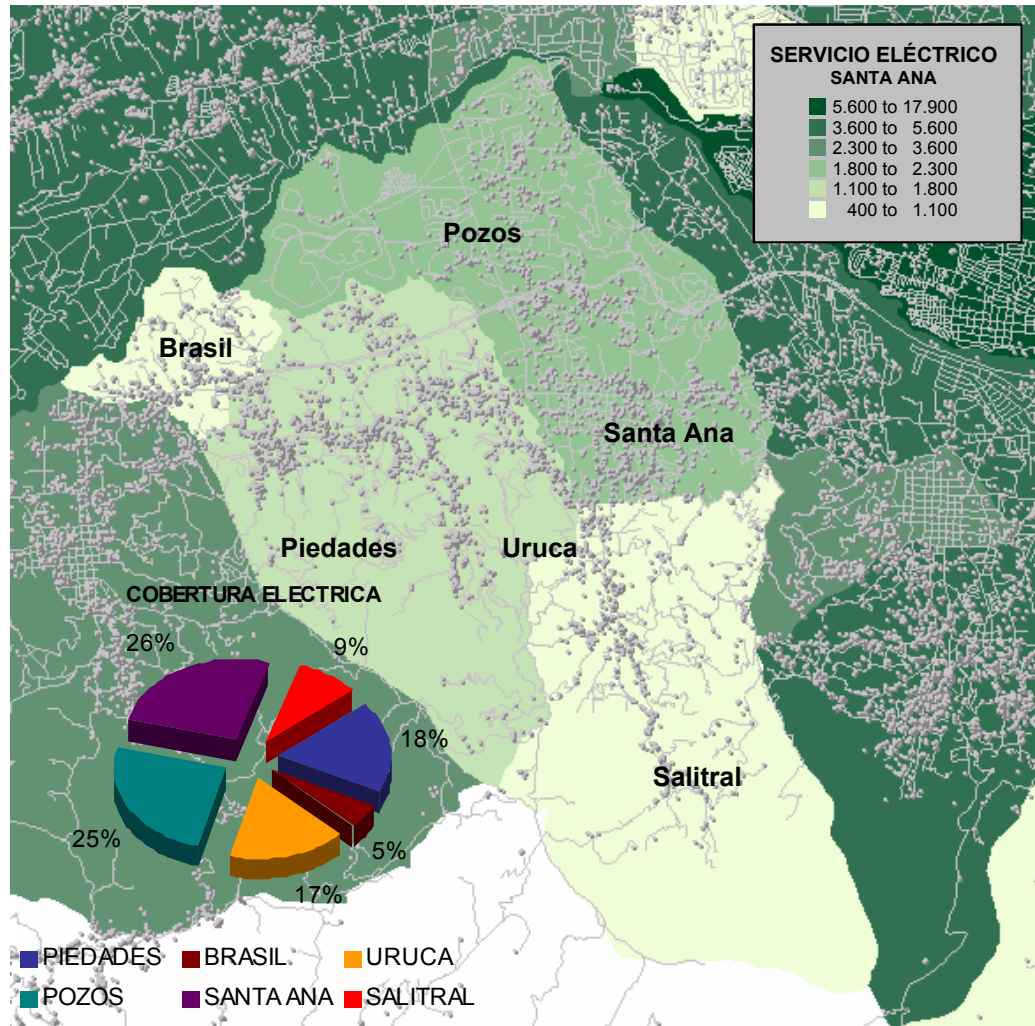 SERVICIO ELÉCTRICO
SANTA ANA
5.600 to 17.900
3.600 to 5.600
2.300 to 3.600
1.800 to 2.300
1.100 to 1.800
400 to 1.100
Pozos
Brasil
Santa Ana
Piedades
Uruca
Salitral
COBERTURA ELECTRICA
26%
9%
18%
25%
5%
17%
PIEDADES
BRASIL
URUCA
POZOS
SANTA ANA
SALITRAL